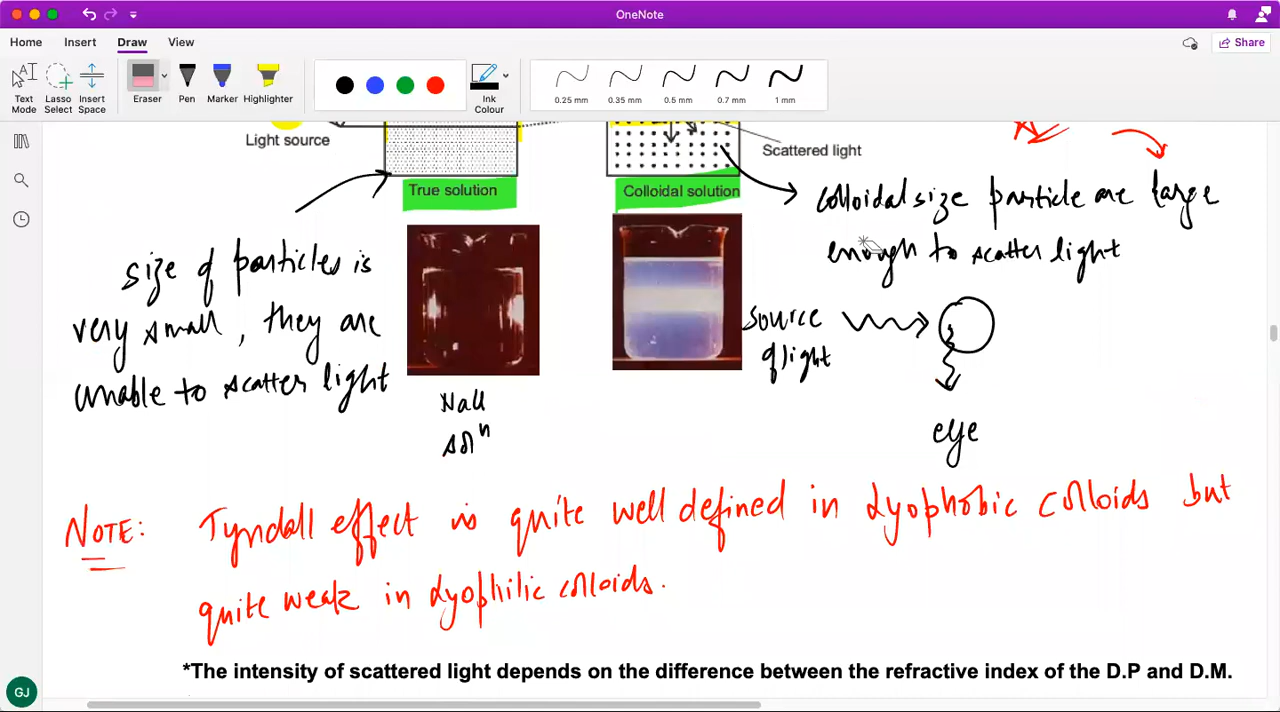 OneNote
Home Insert Draw View
Share
Text Mode
Lasso Select
Insert Space
Eraser
Pen
Marker
Highlighter
Ink Colour
0.25 mm
0.35 mm
0.5 mm
0.7 mm
1 mm
Light source
Scattered light
True solution
Colloidal solution
colloidal size particle are large
enough to scatter light
size of particles is
very small, they are
unable to scatter light
source
of light
eye
NaCl
solⁿ
NOTE: Tyndall effect is quite well defined in lyophobic colloids but
quite weak in lyophilic colloids.
*The intensity of scattered light depends on the difference between the refractive index of the D.P and D.M.
GJ